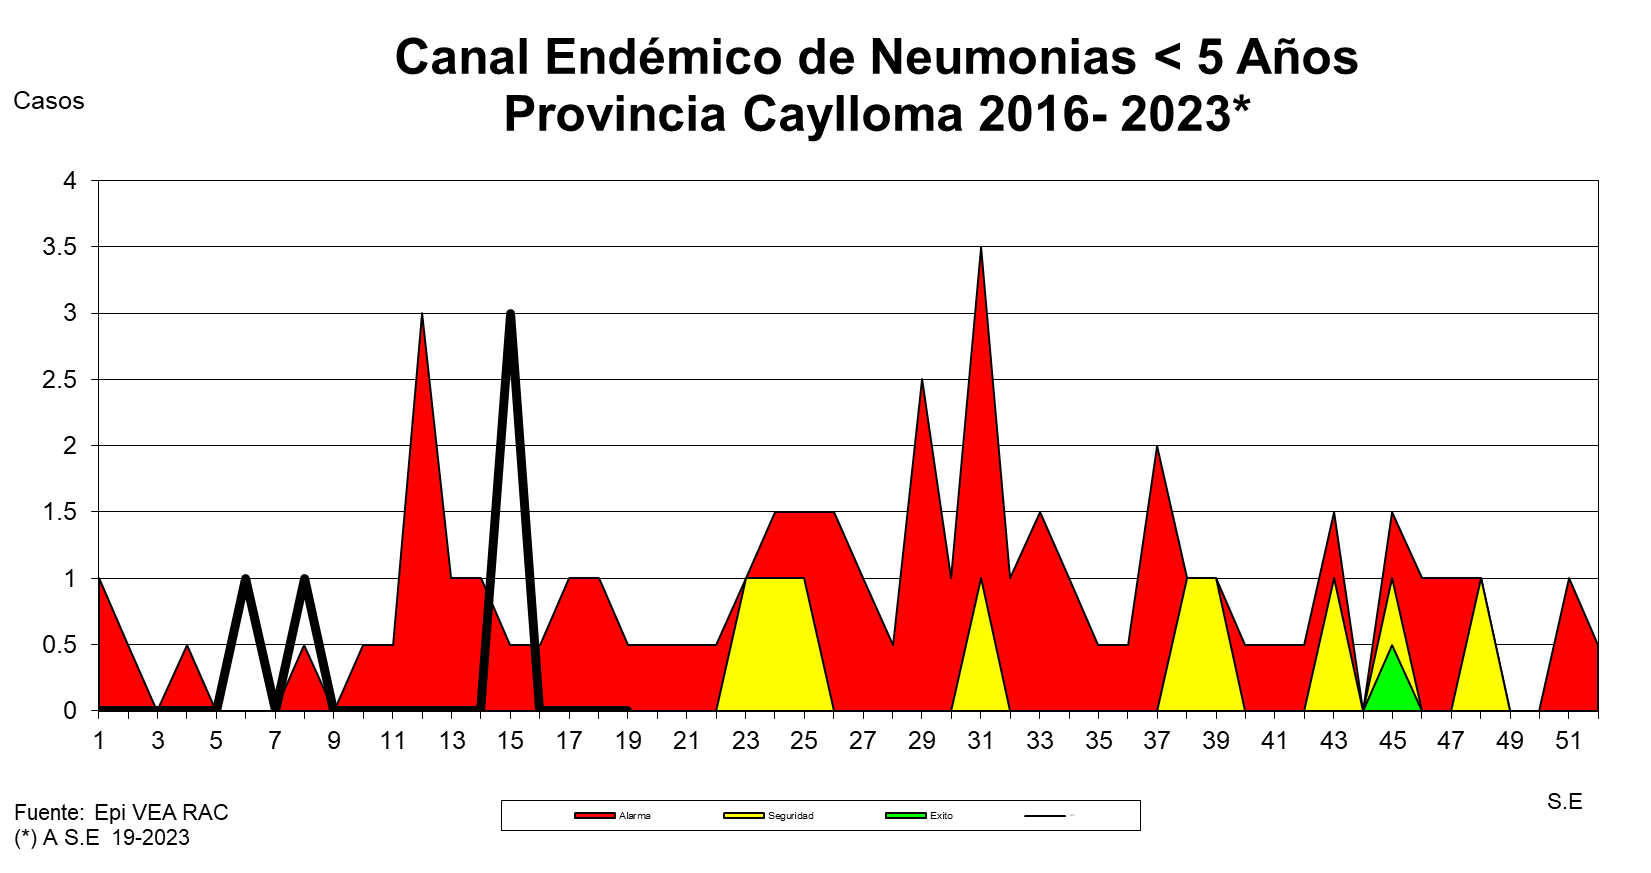 Canal Endémico de Neumonias < 5 Años
Provincia Caylloma 2016- 2023*
Casos
4
3.5
3
2.5
2
1.5
1
0.5
0
1 3 5 7 9 11 13 15 17 19 21 23 25 27 29 31 33 35 37 39 41 43 45 47 49 51
S.E
Fuente: Epi VEA RAC
(*) A S.E 19-2023
Alarma Seguridad Exito